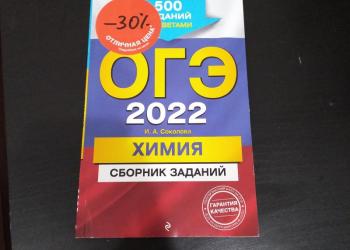 500
ЗАДАНИЙ
ОТВЕТАМИ
-30%
ОТЛИЧНАЯ ЦЕНА
ОГЭ
2022
И. А. Соколова
ХИМИЯ
СБОРНИК ЗАДАНИЙ
ГАРАНТИЯ
КАЧЕСТВА